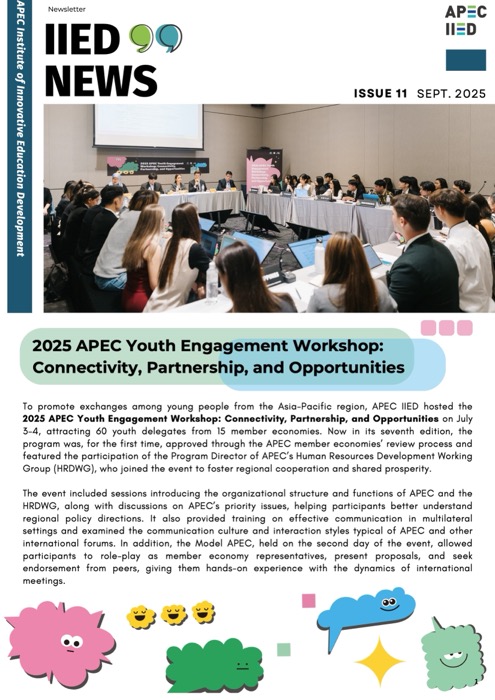 Newsletter
IIED
NEWS
APEC
IIED
APEC Institute of Innovative Education Development
ISSUE 11 SEPT. 2025
2025 APEC Youth Engagement Workshop:
Connectivity, Partnership, and Opportunities
To promote exchanges among young people from the Asia-Pacific region, APEC IIED hosted the
2025 APEC Youth Engagement Workshop: Connectivity, Partnership, and Opportunities on July
3-4, attracting 60 youth delegates from 15 member economies. Now in its seventh edition, the
program was, for the first time, approved through the APEC member economies' review process and
featured the participation of the Program Director of APEC's Human Resources Development Working
Group (HRDWG), who joined the event to foster regional cooperation and shared prosperity.
The event included sessions introducing the organizational structure and functions of APEC and the
HRDWG, along with discussions on APEC's priority issues, helping participants better understand
regional policy directions. It also provided training on effective communication in multilateral
settings and examined the communication culture and interaction styles typical of APEC and other
international forums. In addition, the Model APEC, held on the second day of the event, allowed
participants to role-play as member economy representatives, present proposals, and seek
endorsement from peers, giving them hands-on experience with the dynamics of international
meetings.